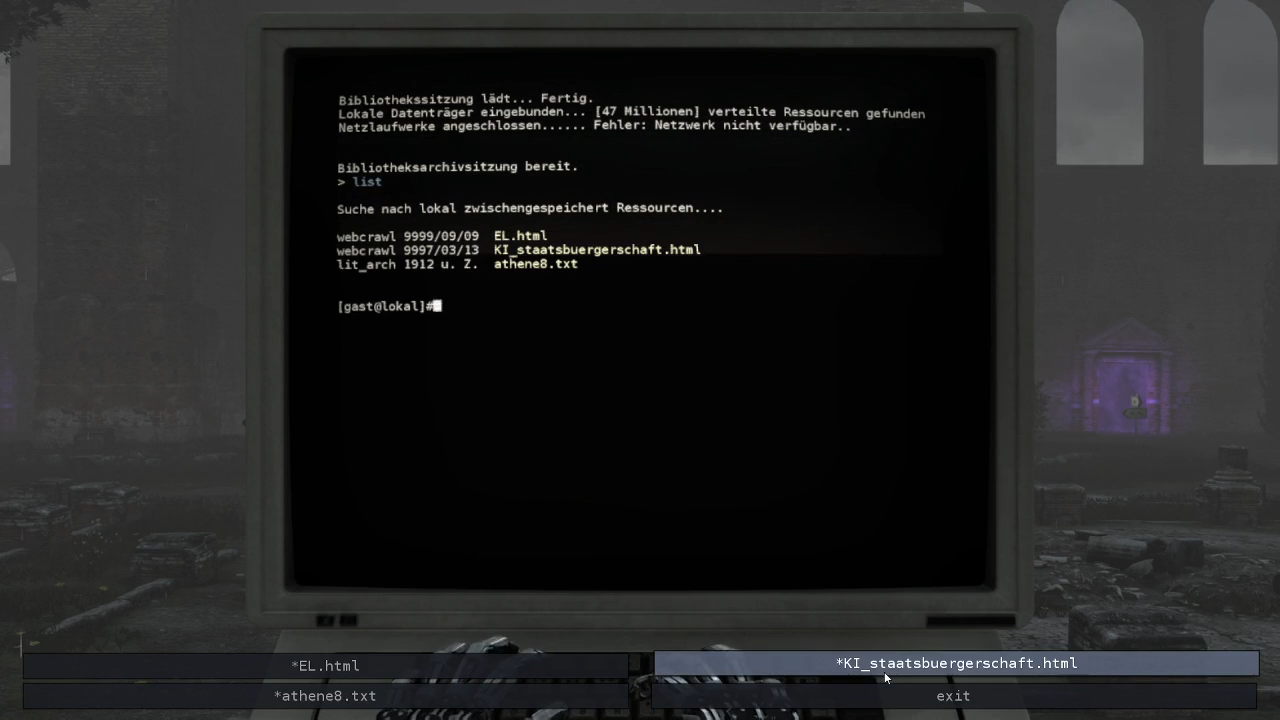 Bibliothekssitzung lädt... Fertig.
Lokale Datenträger eingebunden... [47 Millionen] verteilte Ressourcen gefunden
Netzlaufwerke angeschlossen...... Fehler: Netzwerk nicht verfügbar..
Bibliotheksarchivsitzung bereit.
> list
Suche nach lokal zwischengespeichert Ressourcen....
webcrawl 9999/09/09 EL.html
webcrawl 9997/03/13 KI_staatsbuergerschaft.html
lit_arch 1912 u. Z. athene8.txt
[gast@lokal]#
*EL.html
*KI_staatsbuergerschaft.html
*athene8.txt
exit